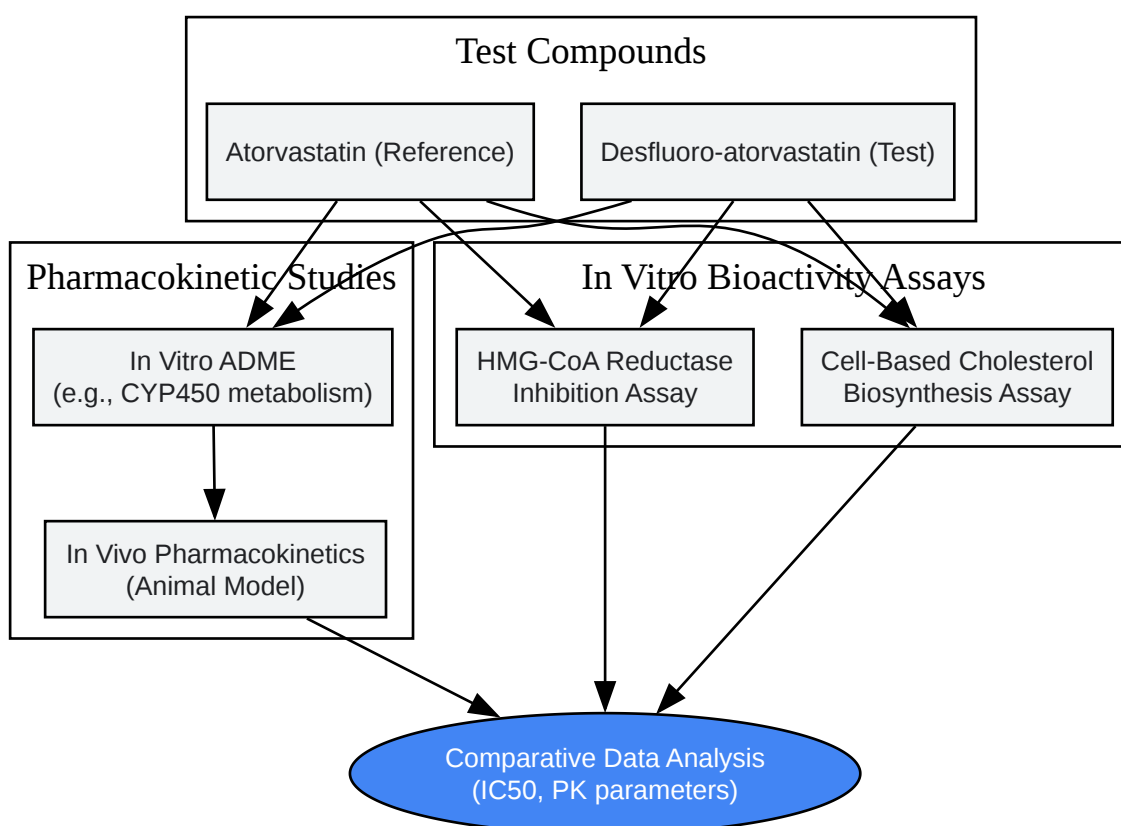 Test Compounds
Atorvastatin (Reference)
Desfluoro-atorvastatin (Test)
Pharmacokinetic Studies
In Vitro Bioactivity Assays
In Vitro ADME
(e.g., CYP450 metabolism)
HMG-CoA Reductase
Inhibition Assay
Cell-Based Cholesterol
Biosynthesis Assay
In Vivo Pharmacokinetics
(Animal Model)
Comparative Data Analysis
(IC50, PK parameters)